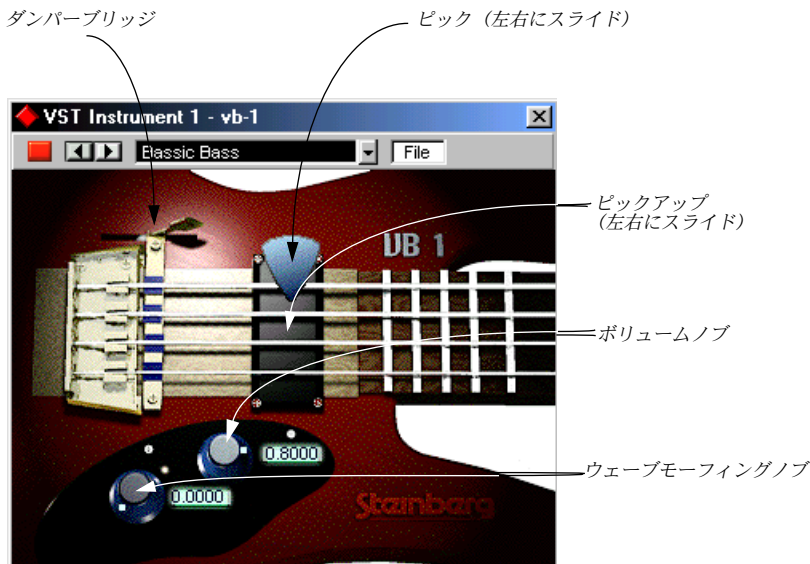 ダンパーブリッジ
ピック（左右にスライド）
VST Instrument 1 - vb-1
Bassic Bass
File
ピックアップ
（左右にスライド）
VB 1
ボリュームノブ
0.8000
ウェーブモーフィングノブ
0.0000
Stainbarg